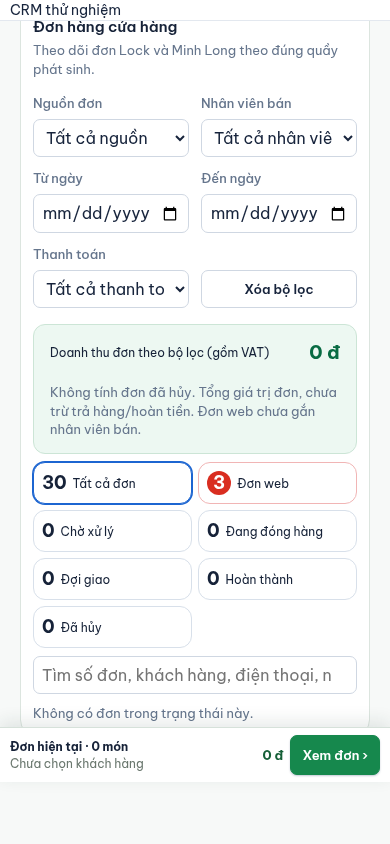 CRM thử nghiệm
Đơn hàng cửa hàng
Theo dõi đơn Lock và Minh Long theo đúng quầy
phát sinh.
Nguồn đơn
Nhân viên bán
Tất cả nguồn
Tất cả nhân viê
Từ ngày
Đến ngày
mm/dd/yyyy
mm/dd/yyyy
Thanh toán
Tất cả thanh to
Xóa bộ lọc
Doanh thu đơn theo bộ lọc (gồm VAT)
0 đ
Không tính đơn đã hủy. Tổng giá trị đơn, chưa
trừ trả hàng/hoàn tiền. Đơn web chưa gắn
nhân viên bán.
30 Tất cả đơn
3 Đơn web
0 Chờ xử lý
0 Đang đóng hàng
0 Đợi giao
0 Hoàn thành
0 Đã hủy
Tìm số đơn, khách hàng, điện thoại, n
Không có đơn trong trạng thái này.
Đơn hiện tại · 0 món
Chưa chọn khách hàng
0 đ
Xem đơn ›